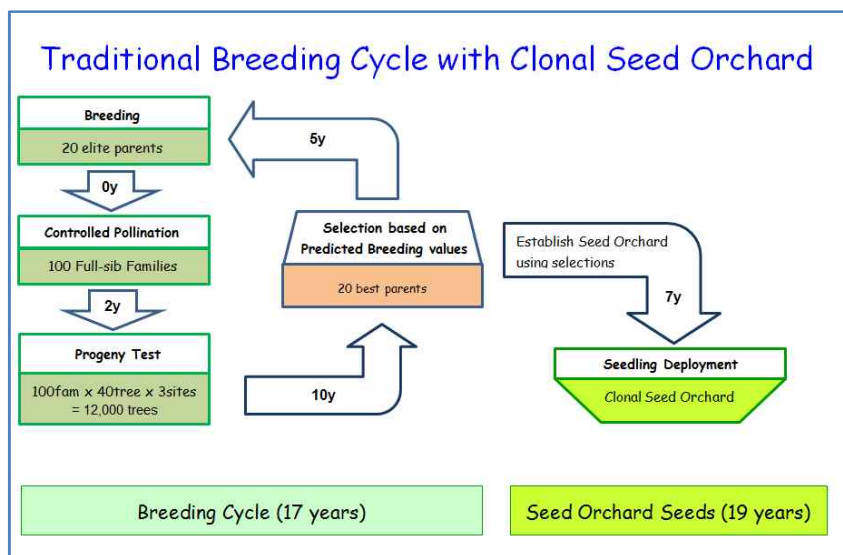 Traditional Breeding Cycle with Clonal Seed Orchard
Breeding
20 elite parents
0y
Controlled Pollination
100 Full-sib Families
2y
Progeny Test
100fam x 40tree x 3sites
= 12,000 trees
10y
5y
Selection based on
Predicted Breeding values
20 best parents
Establish Seed Orchard
using selections
7y
Seedling Deployment
Clonal Seed Orchard
Breeding Cycle (17 years)
Seed Orchard Seeds (19 years)